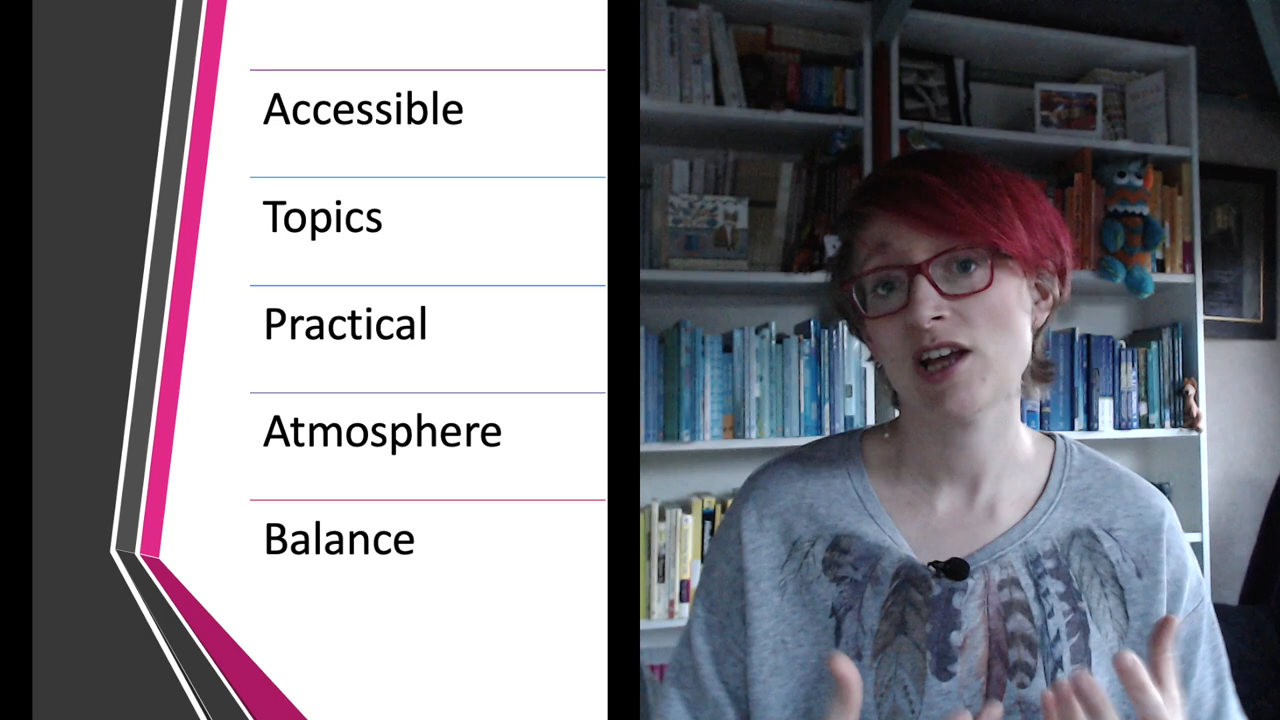 Accessible
Topics
Practical
Atmosphere
Balance